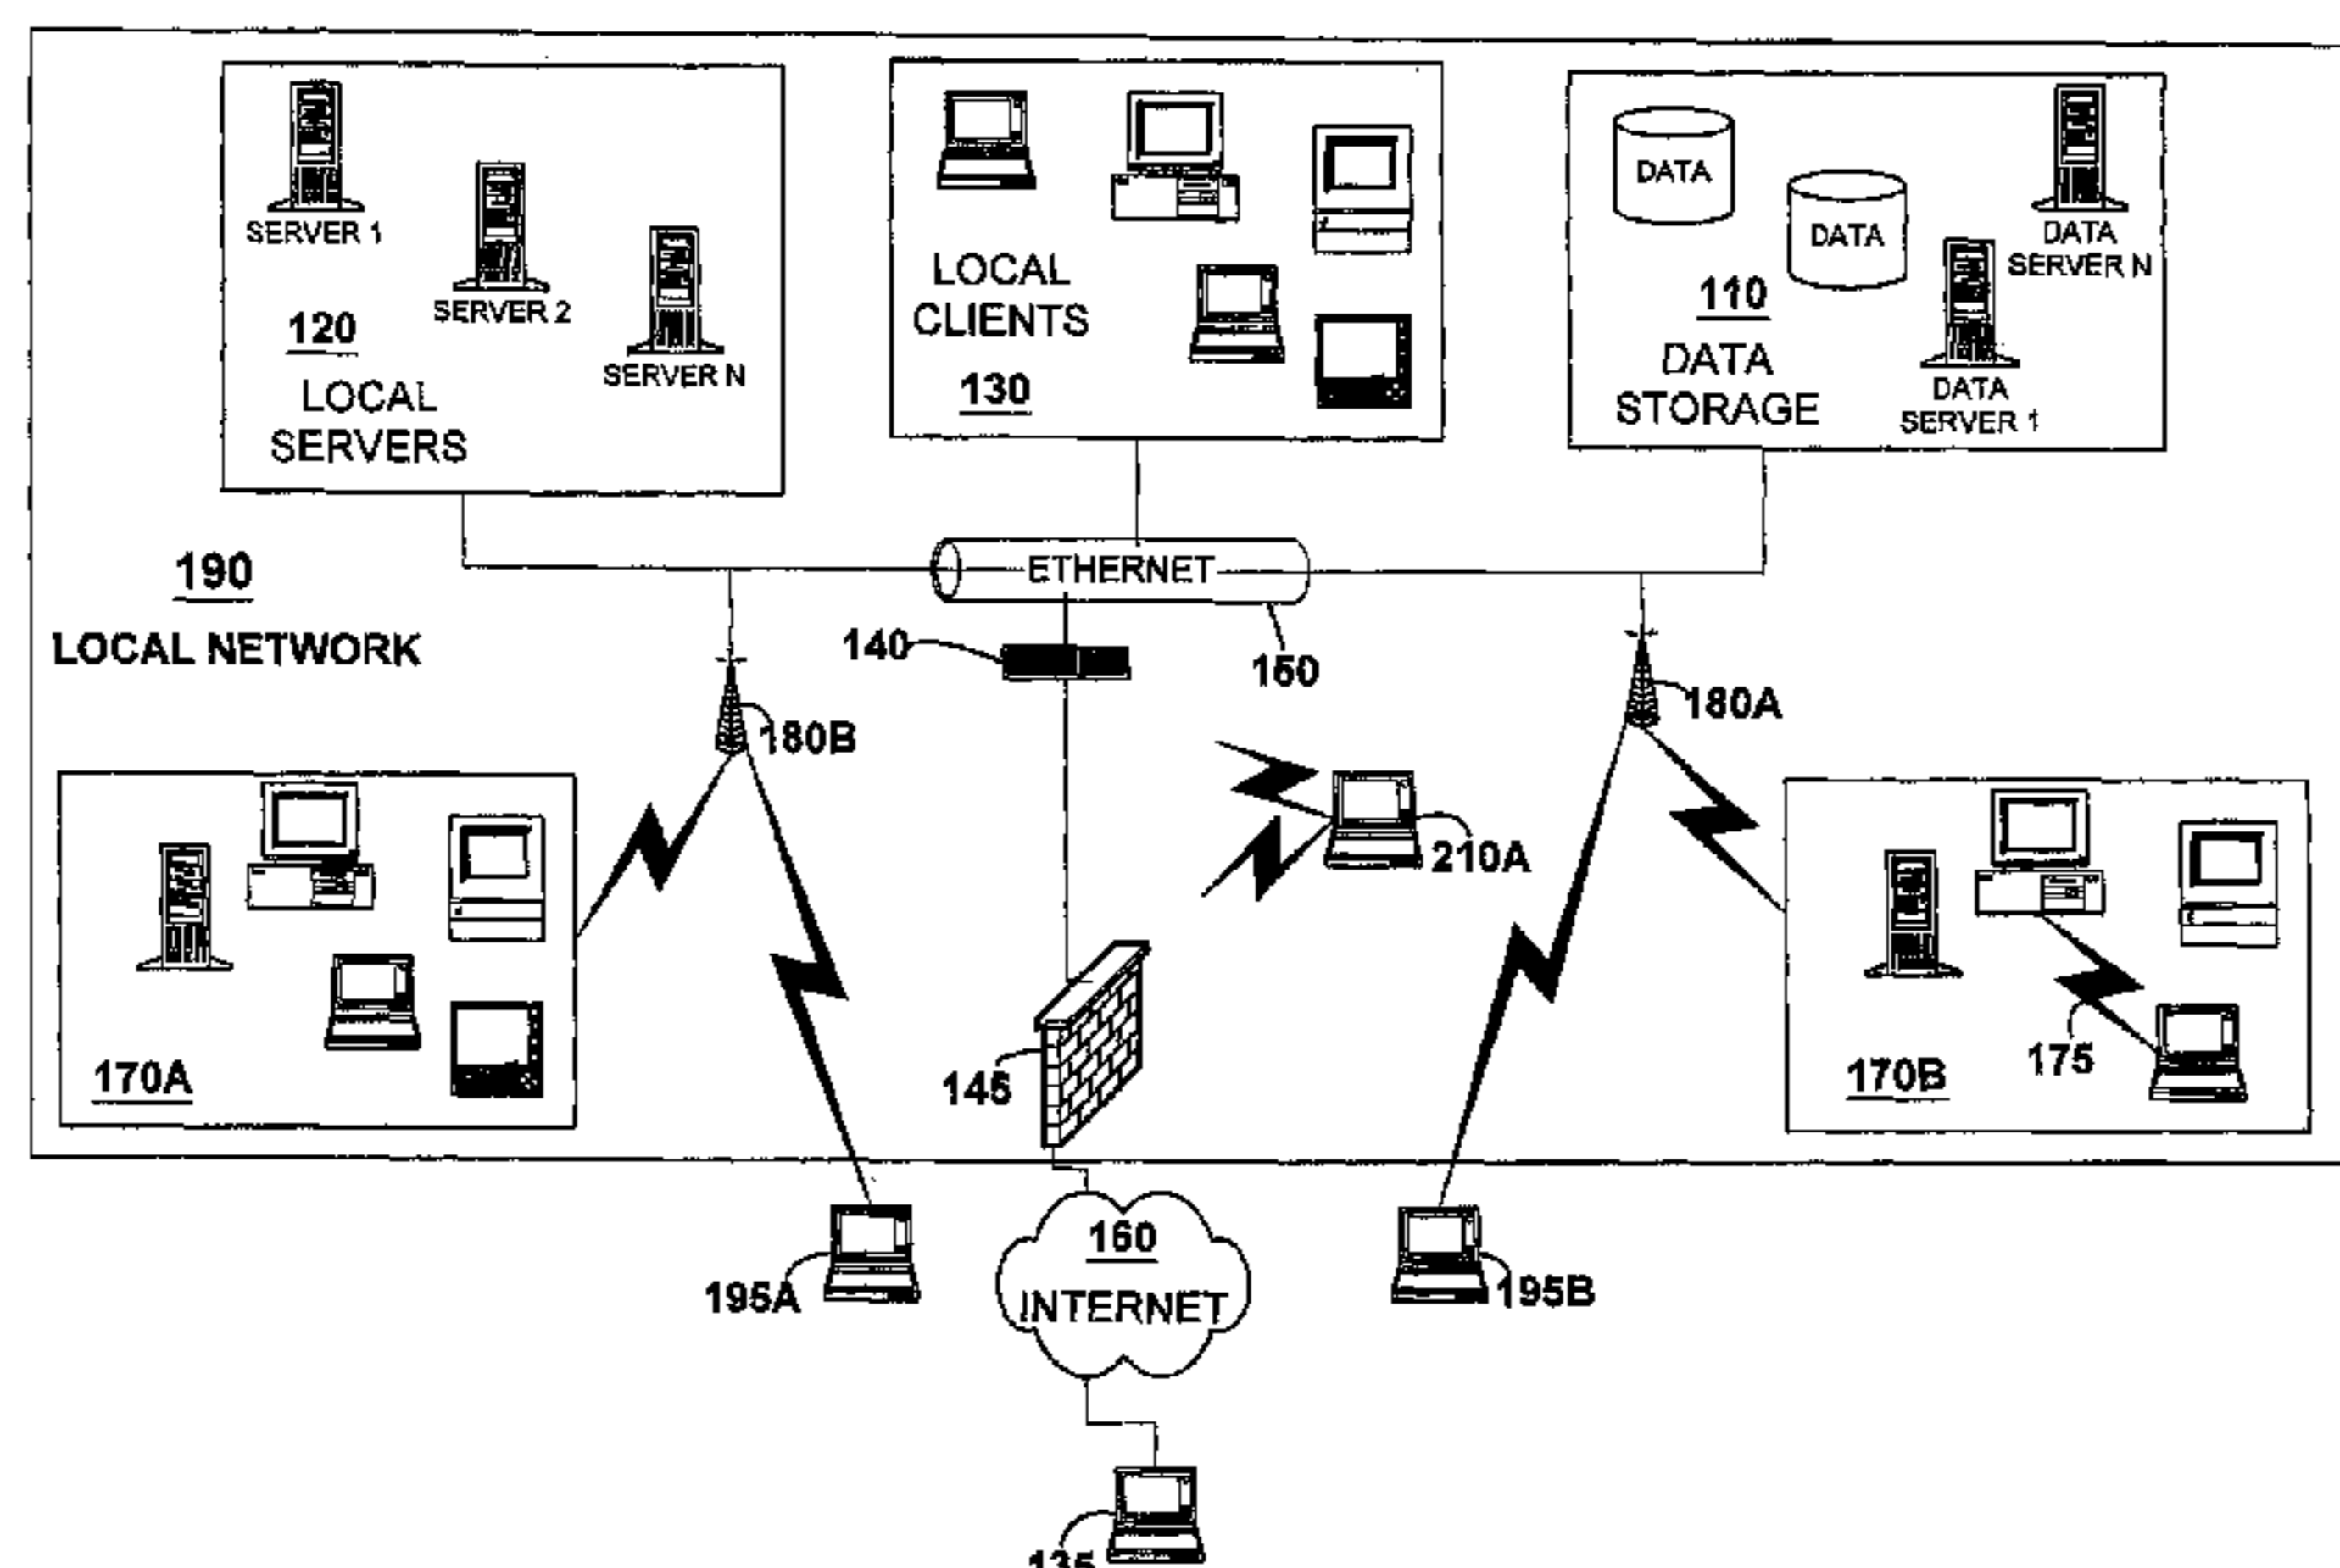 SERVER 1
SERVER 2
SERVER N
120
LOCAL
SERVERS
LOCAL
CLIENTS
130
DATA
DATA
110
DATA
STORAGE
DATA
SERVER N
DATA
SERVER 1
ETHERNET
190
LOCAL NETWORK
140
150
180B
180A
210A
170A
145
175
170B
195A
160
INTERNET
195B
135